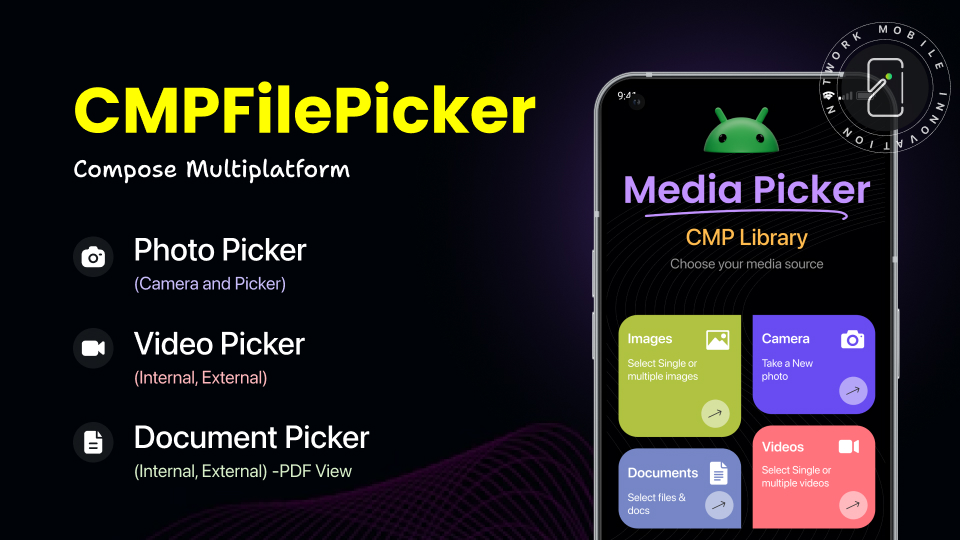 CMPFilePicker
Compose Multiplatform
Photo Picker
(Camera and Picker)
Video Picker
(Internal, External)
Document Picker
(Internal, External) -PDF View
NETWORK MOBILE INNOVATION
9:41
Media Picker
CMP Library
Choose your media source
Images
Select Single or
multiple images
Camera
Take a New
photo
Documents
Select files &
docs
Videos
Select Single or
multiple videos